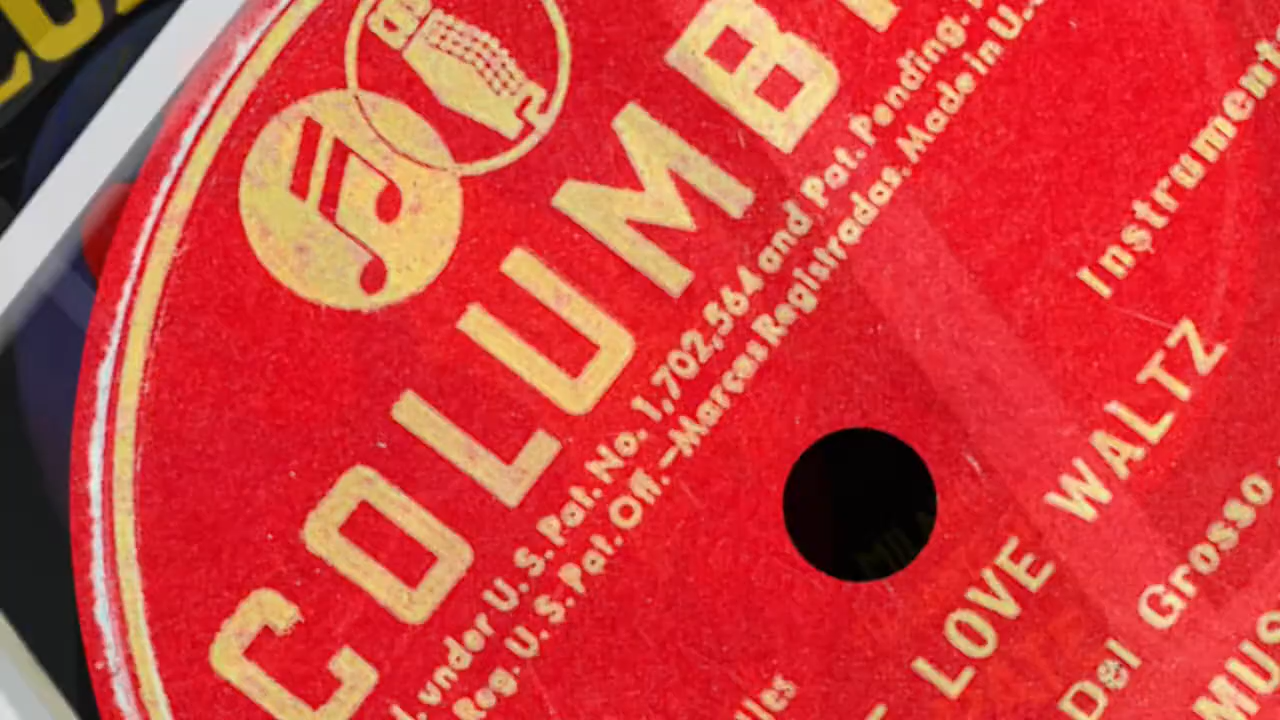 COLUMB
. under U.S. Pat. No. 1,702,564 and Pat. Pending.
Reg. U. S. Pat. Off.—Marcas Registradas. Made in U.S.
Instrument
LOVE WALTZ
Del Grosso
MUS